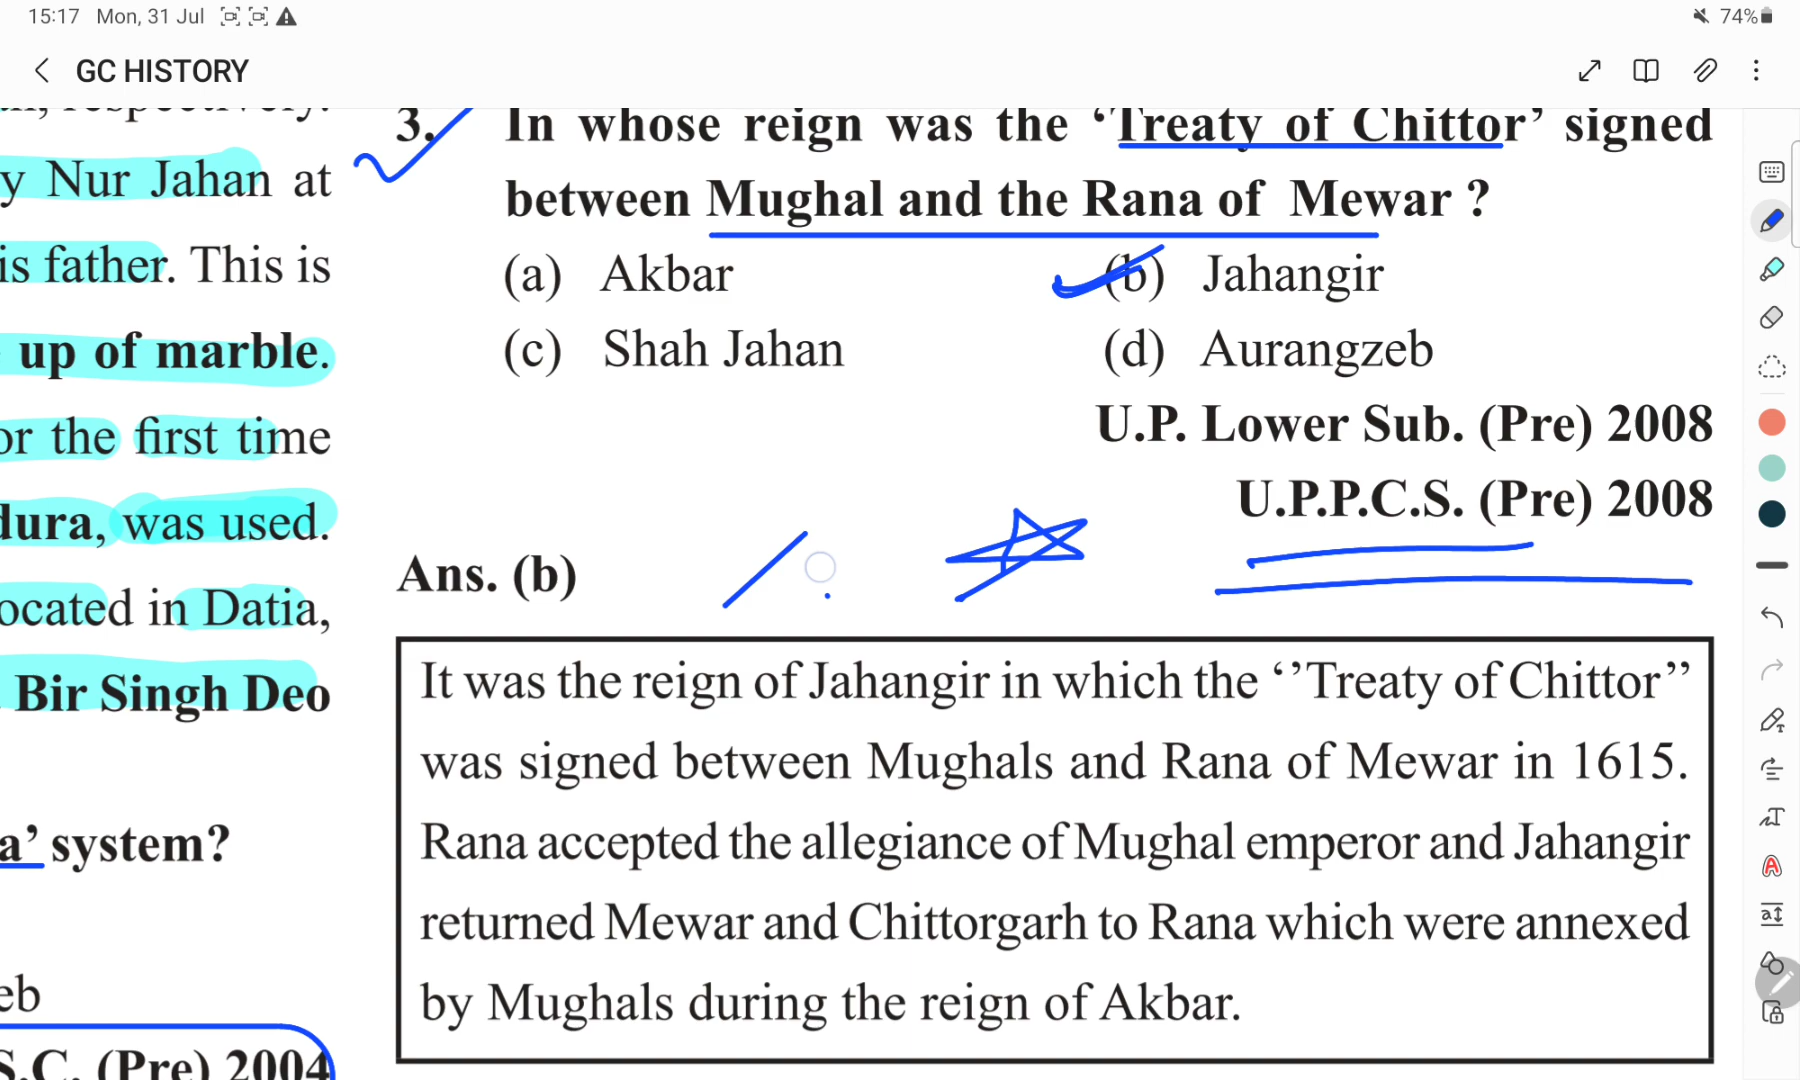 15:17 Mon, 31 Jul
74%
GC HISTORY
respectively.
y Nur Jahan at
is father. This is
up of marble.
or the first time
dura, was used.
ocated in Datia,
Bir Singh Deo
a’ system?
eb
S.C. (Pre) 2004
3. In whose reign was the ‘Treaty of Chittor’ signed
between Mughal and the Rana of Mewar ?
(a) Akbar (b) Jahangir
(c) Shah Jahan (d) Aurangzeb
U.P. Lower Sub. (Pre) 2008
U.P.P.C.S. (Pre) 2008
Ans. (b)
It was the reign of Jahangir in which the ‘’Treaty of Chittor’’
was signed between Mughals and Rana of Mewar in 1615.
Rana accepted the allegiance of Mughal emperor and Jahangir
returned Mewar and Chittorgarh to Rana which were annexed
by Mughals during the reign of Akbar.